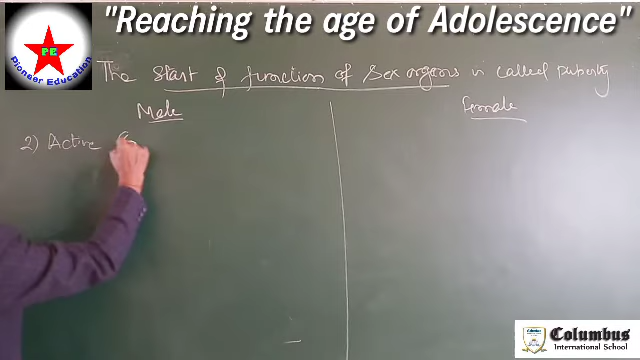 "Reaching the age of Adolescence"
PE
Pioneer Education
The start of function of sex organs is called puberty
Male
Female
2) Active
Columbus
International School